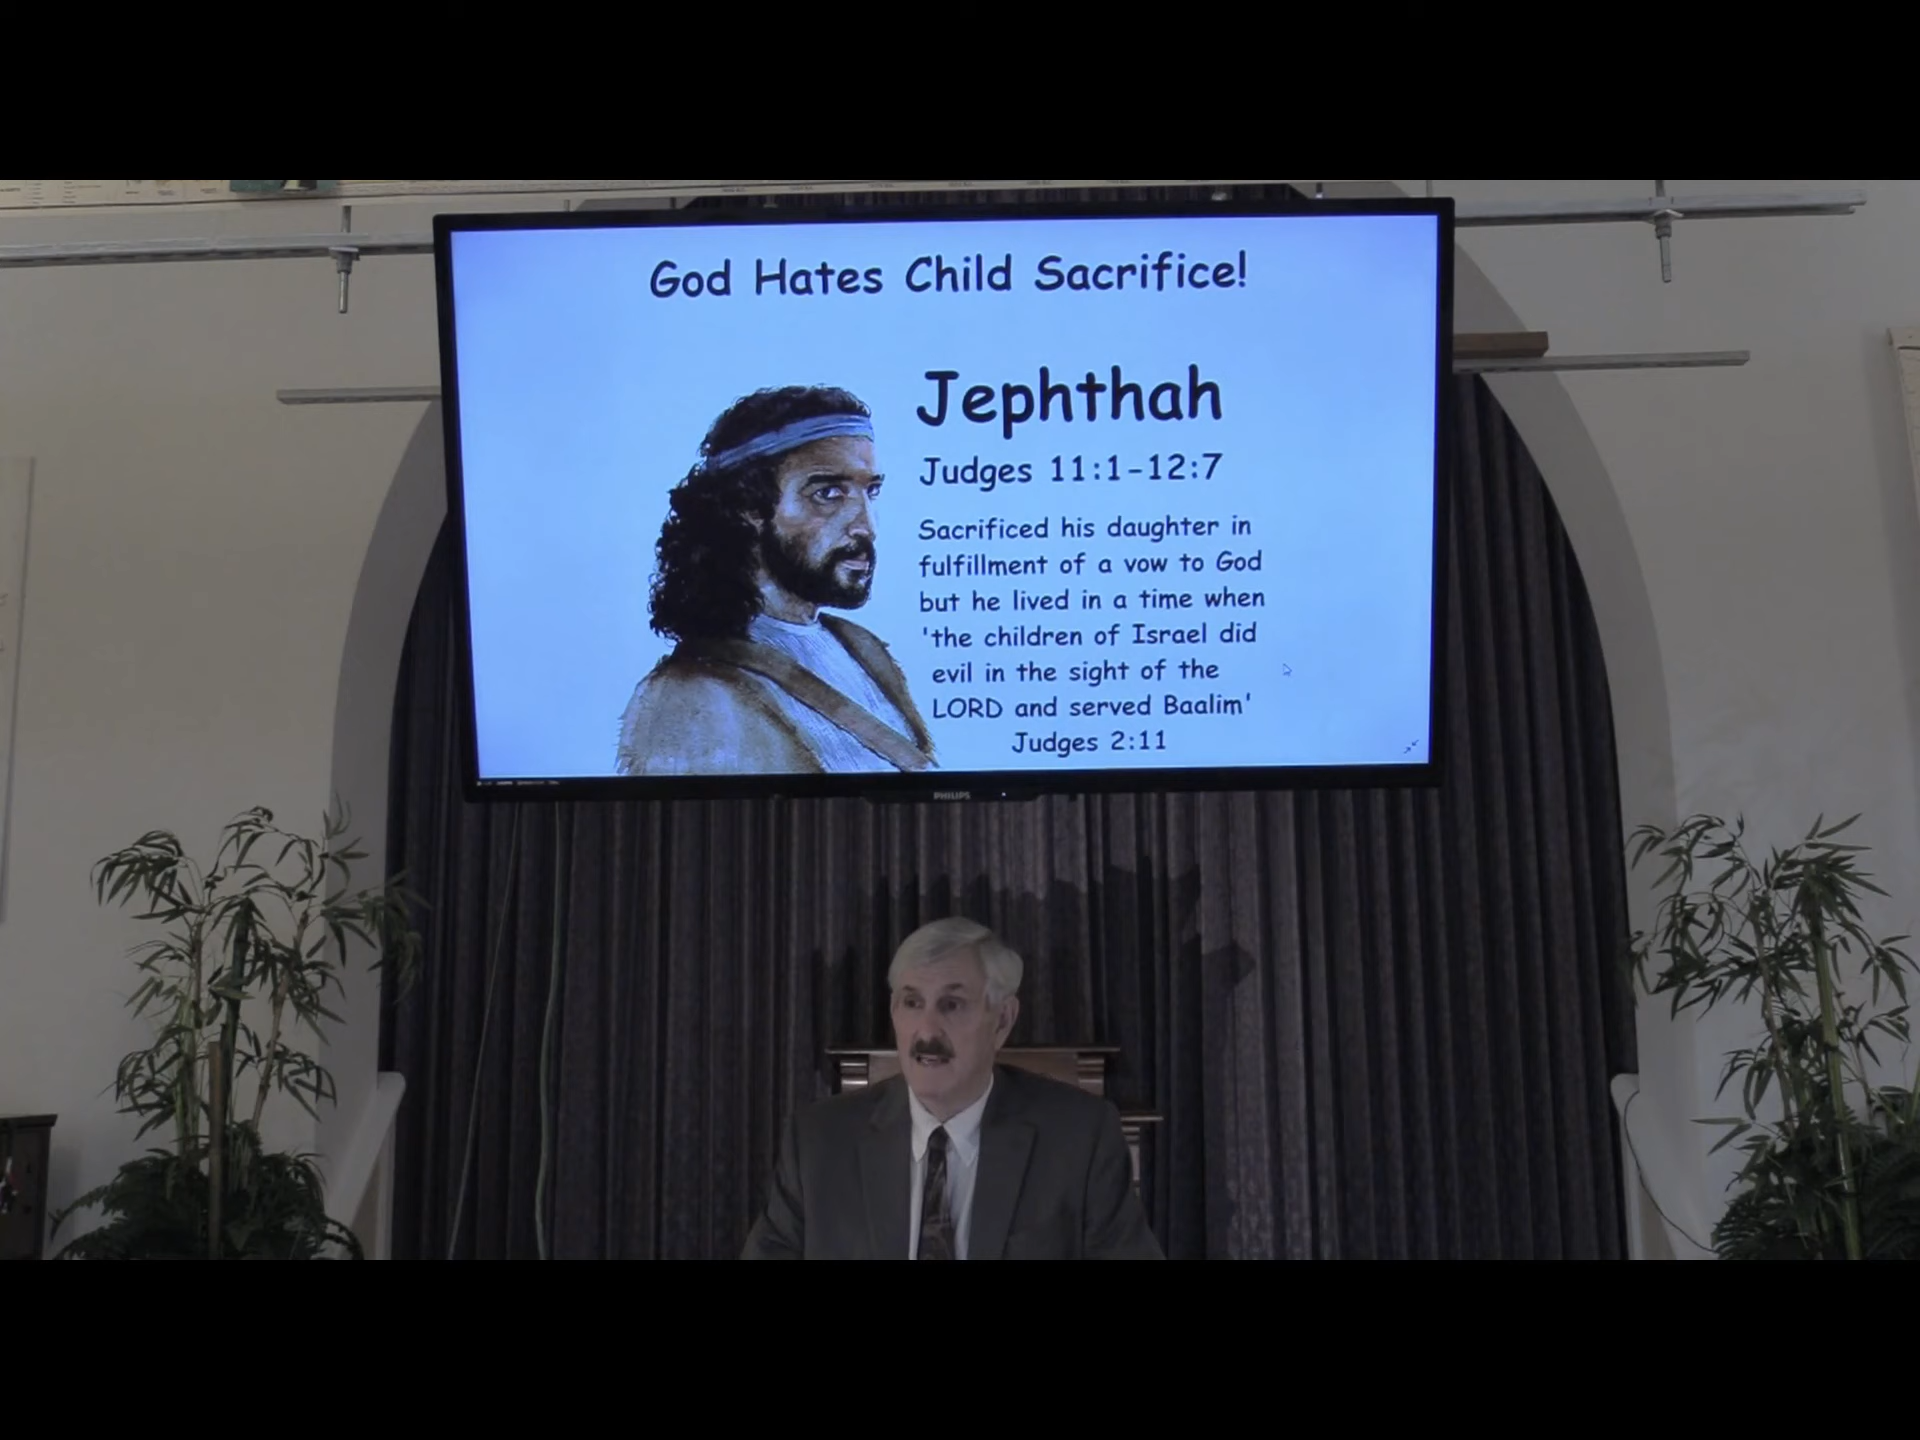 God Hates Child Sacrifice!
Jephthah
Judges 11:1-12:7
Sacrificed his daughter in
fulfillment of a vow to God
but he lived in a time when
'the children of Israel did
evil in the sight of the
LORD and served Baalim'
Judges 2:11
PHILIPS